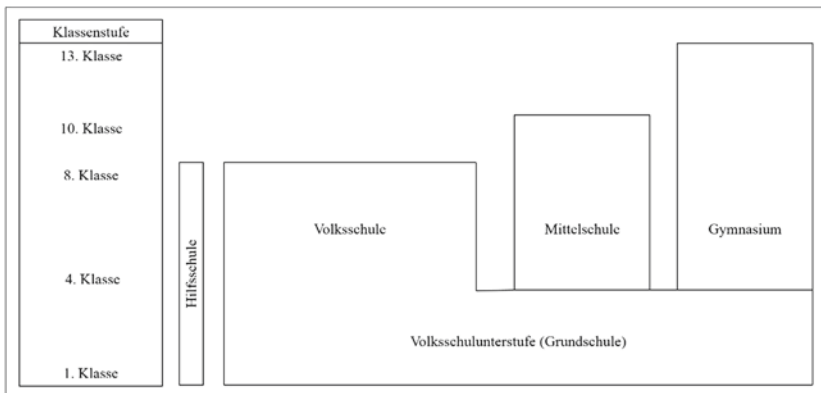 Klassenstufe
13. Klasse
10. Klasse
8. Klasse
4. Klasse
1. Klasse
Hilfsschule
Volksschule
Mittelschule
Gymnasium
Volksschulunterstufe (Grundschule)